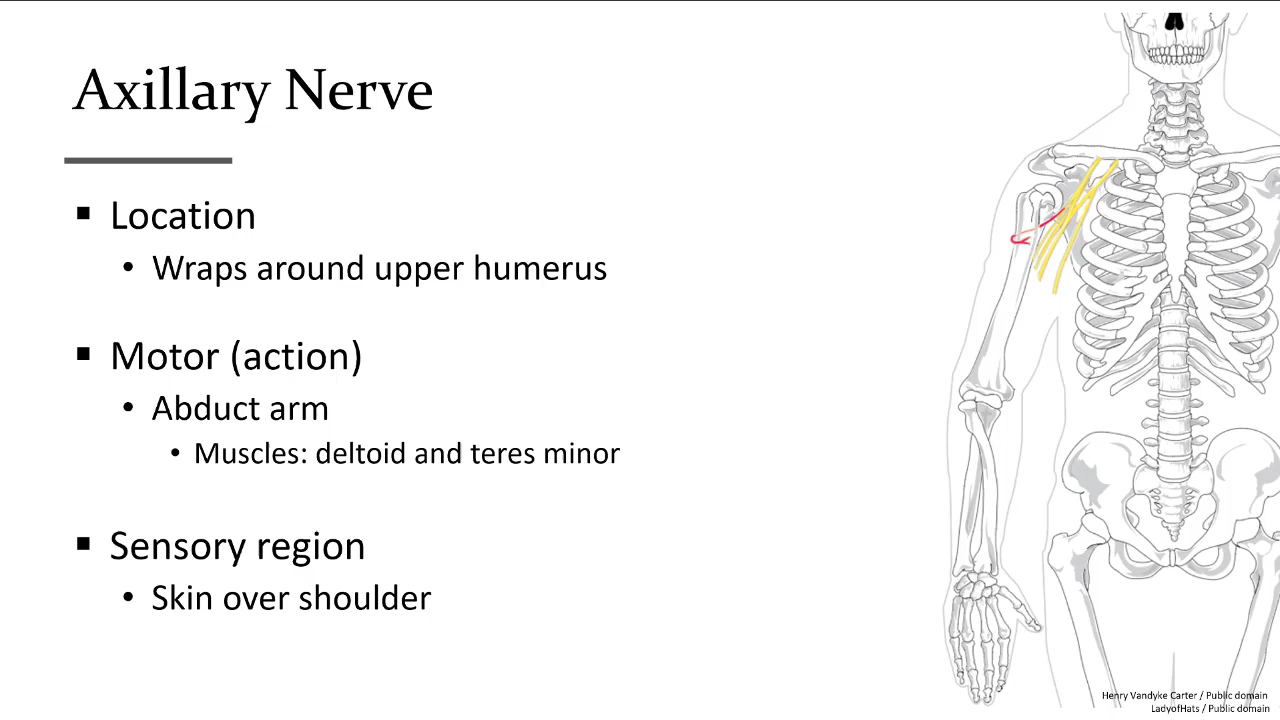 Axillary Nerve
▪ Location
• Wraps around upper humerus
▪ Motor (action)
• Abduct arm
• Muscles: deltoid and teres minor
▪ Sensory region
• Skin over shoulder
Henry Vandyke Carter / Public domain
LadyofHats / Public domain